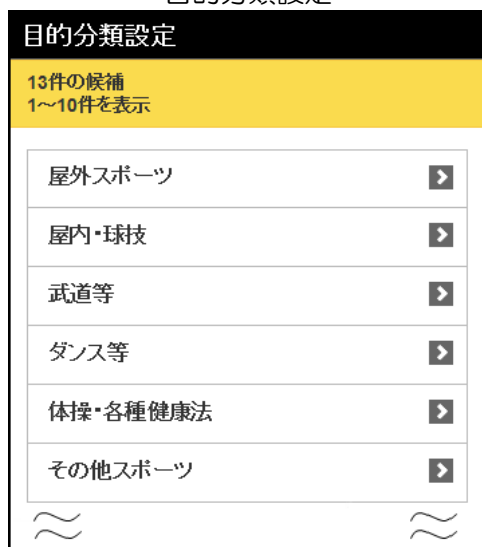 目的分類設定
13件の候補
1～10件を表示
屋外スポーツ
屋内・球技
武道等
ダンス等
体操・各種健康法
その他スポーツ